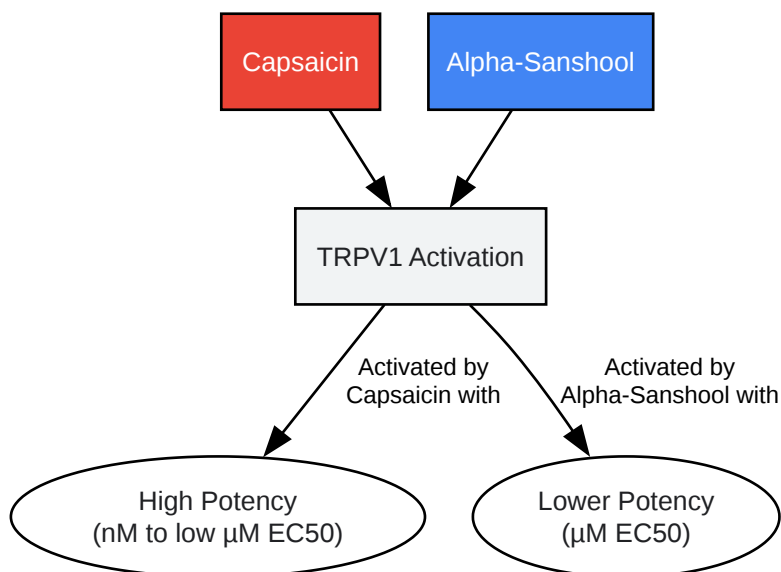 Capsaicin
Alpha-Sanshool
TRPV1 Activation
Activated by
Capsaicin with
Activated by
Alpha-Sanshool with
High Potency
(nM to low µM EC50)
Lower Potency
(µM EC50)